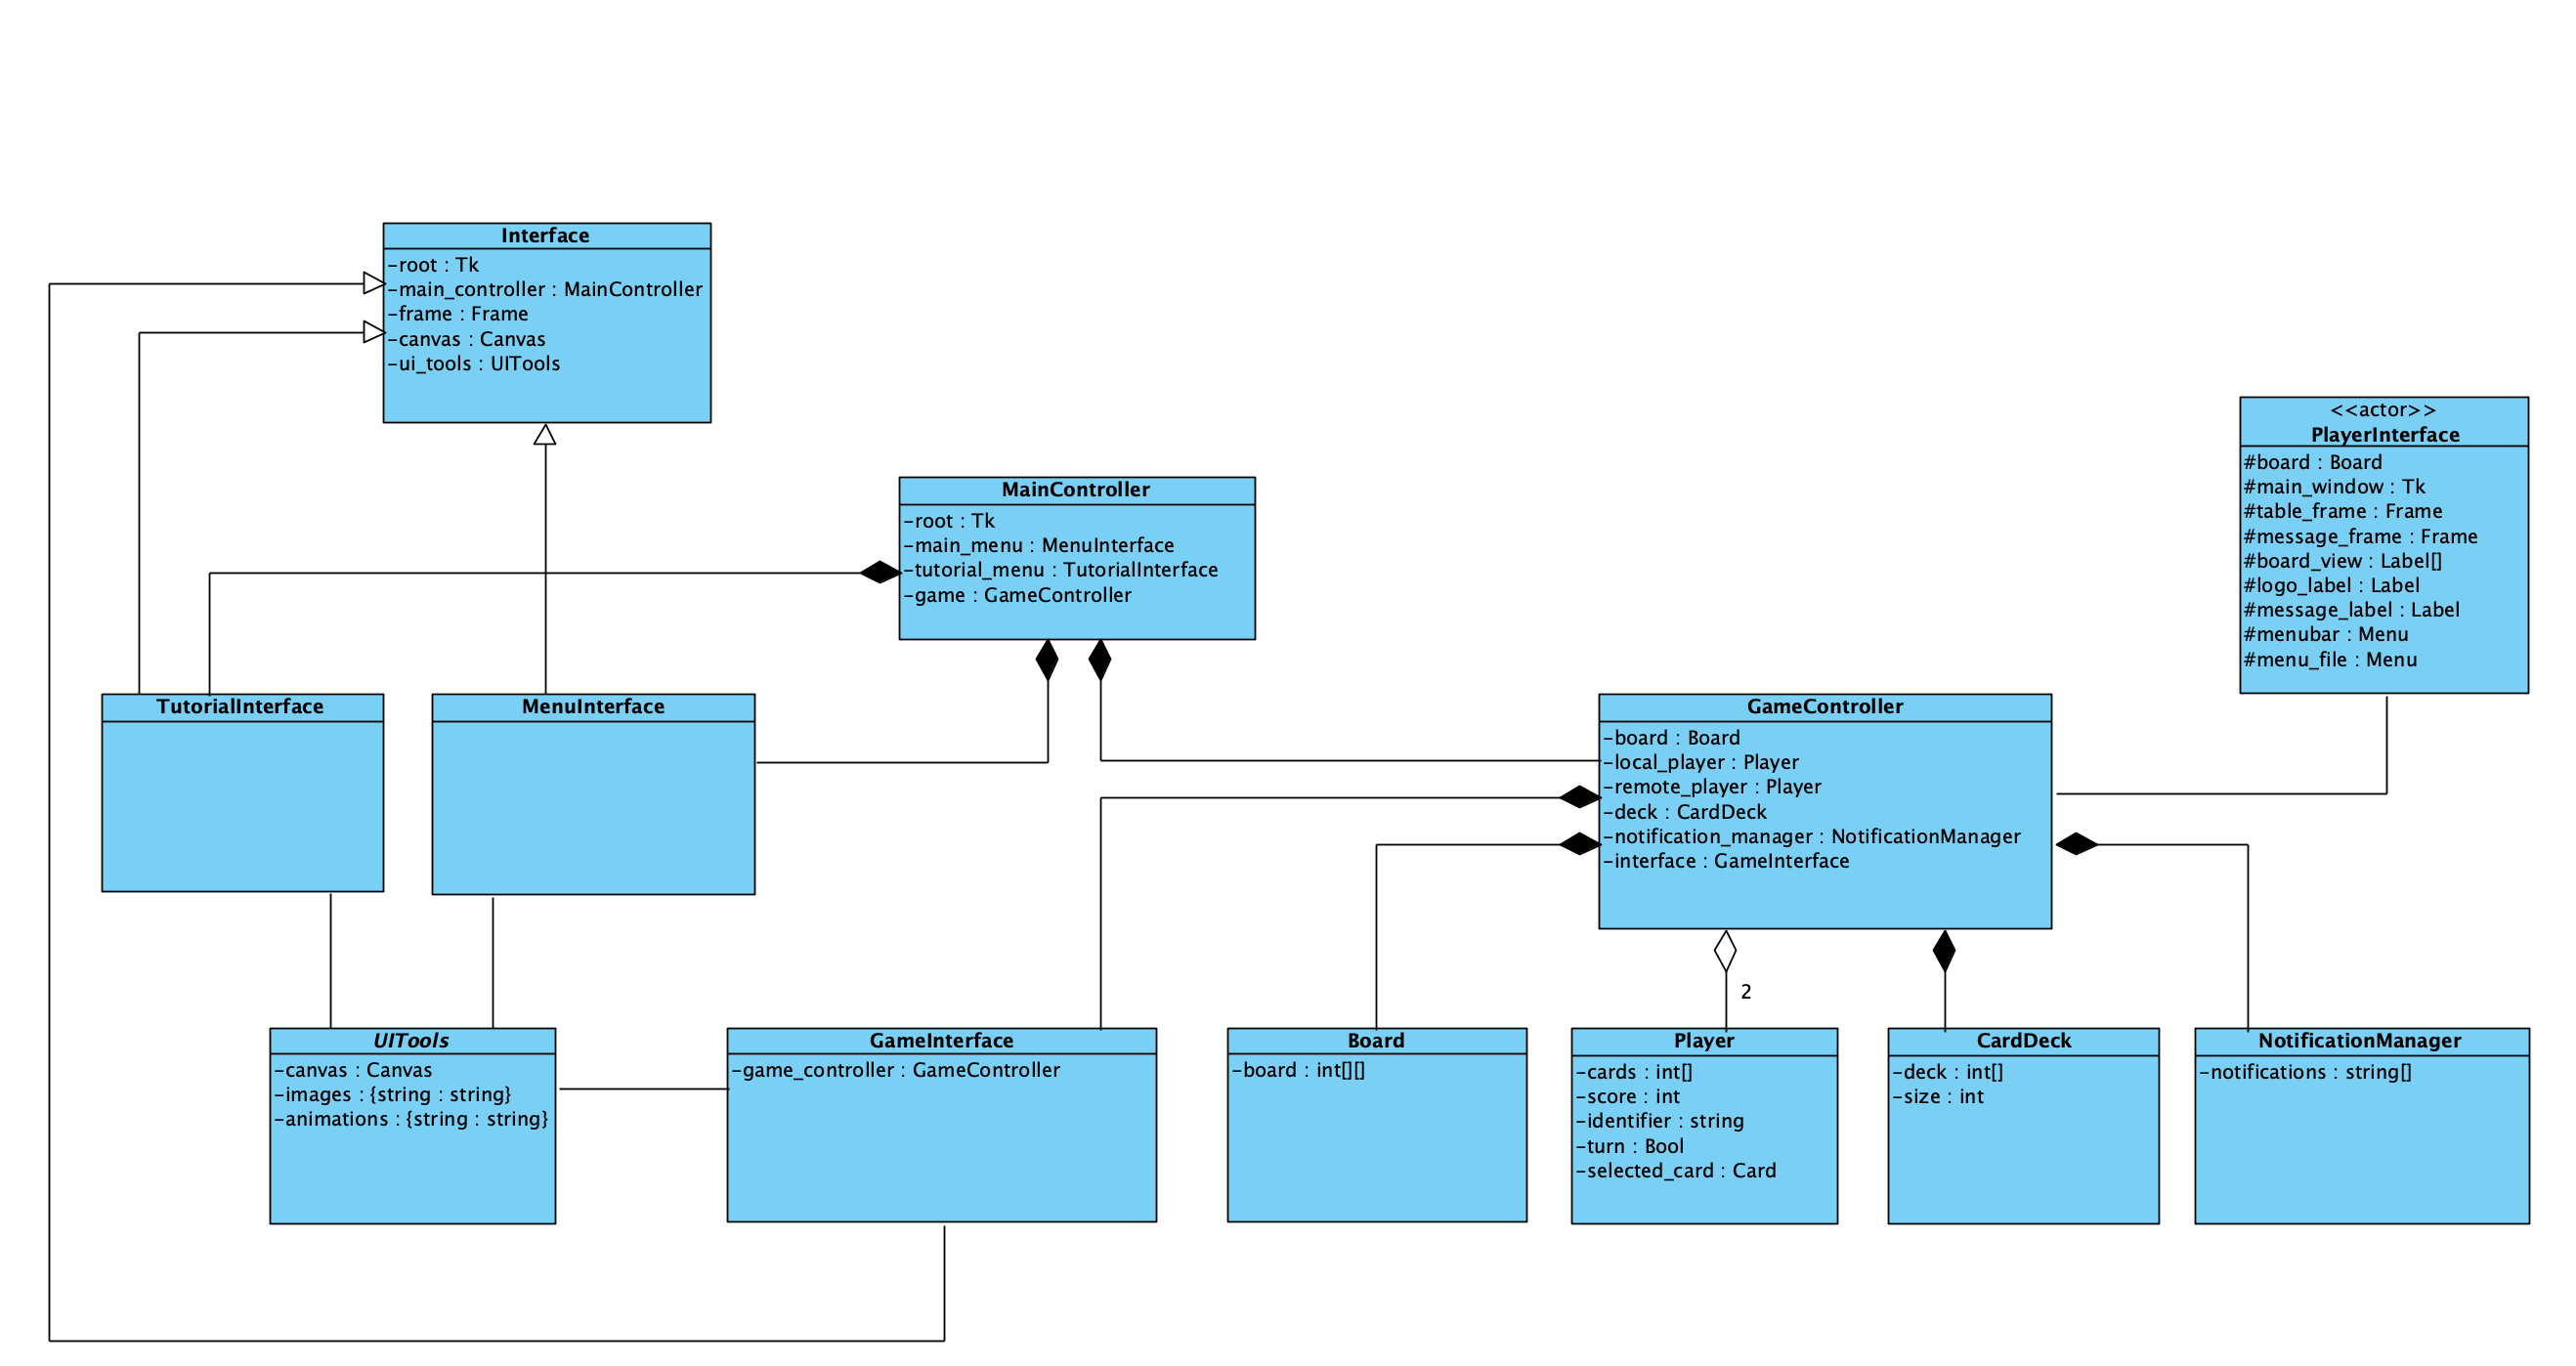 Interface
-root : Tk
-main_controller : MainController
-frame : Frame
-canvas : Canvas
-ui_tools : UITools
<<actor>>
PlayerInterface
#board : Board
#main_window : Tk
#table_frame : Frame
#message_frame : Frame
#board_view : Label[]
#logo_label : Label
#message_label : Label
#menubar : Menu
#menu_file : Menu
MainController
-root : Tk
-main_menu : MenuInterface
-tutorial_menu : TutorialInterface
-game : GameController
TutorialInterface
MenuInterface
GameController
-board : Board
-local_player : Player
-remote_player : Player
-deck : CardDeck
-notification_manager : NotificationManager
-interface : GameInterface
2
UITools
-canvas : Canvas
-images : {string : string}
-animations : {string : string}
GameInterface
-game_controller : GameController
Board
-board : int[][]
Player
-cards : int[]
-score : int
-identifier : string
-turn : Bool
-selected_card : Card
CardDeck
-deck : int[]
-size : int
NotificationManager
-notifications : string[]